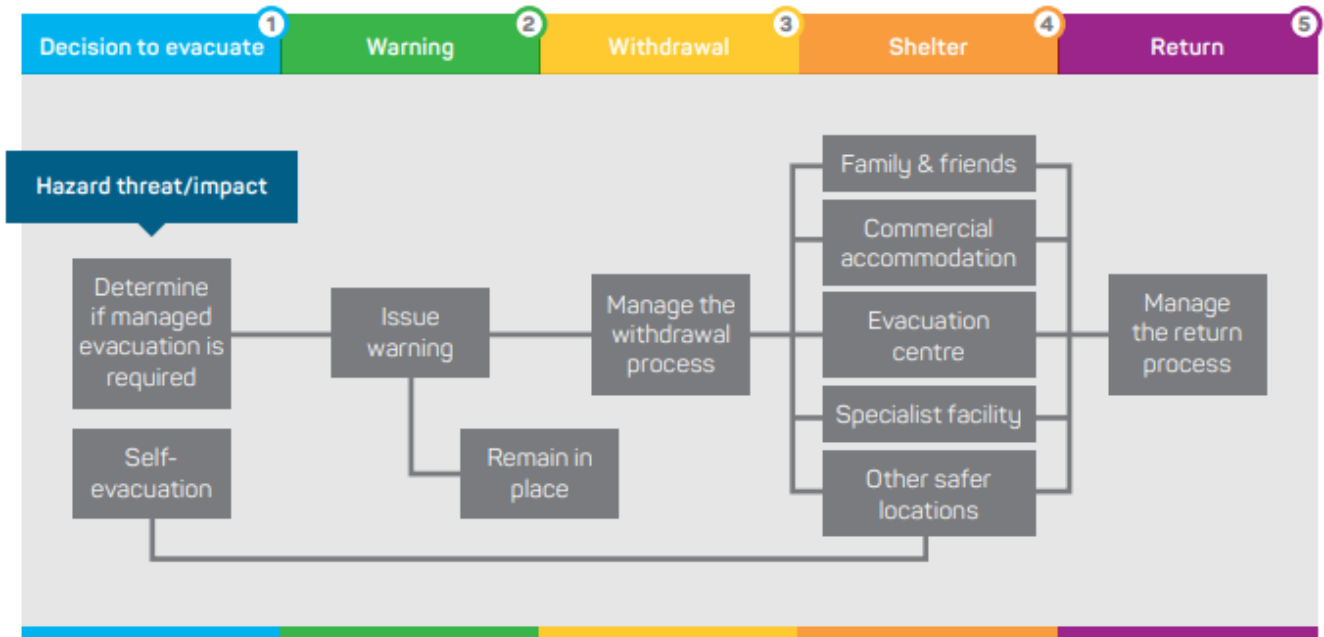 1
2
3
4
5
Decision to evacuate
Warning
Withdrawal
Shelter
Return
Hazard threat/impact
Determine
if managed
evacuation is
required
Self-
evacuation
Issue
warning
Remain in
place
Manage the
withdrawal
process
Family & friends
Commercial
accommodation
Evacuation
centre
Specialist facility
Other safer
locations
Manage
the return
process